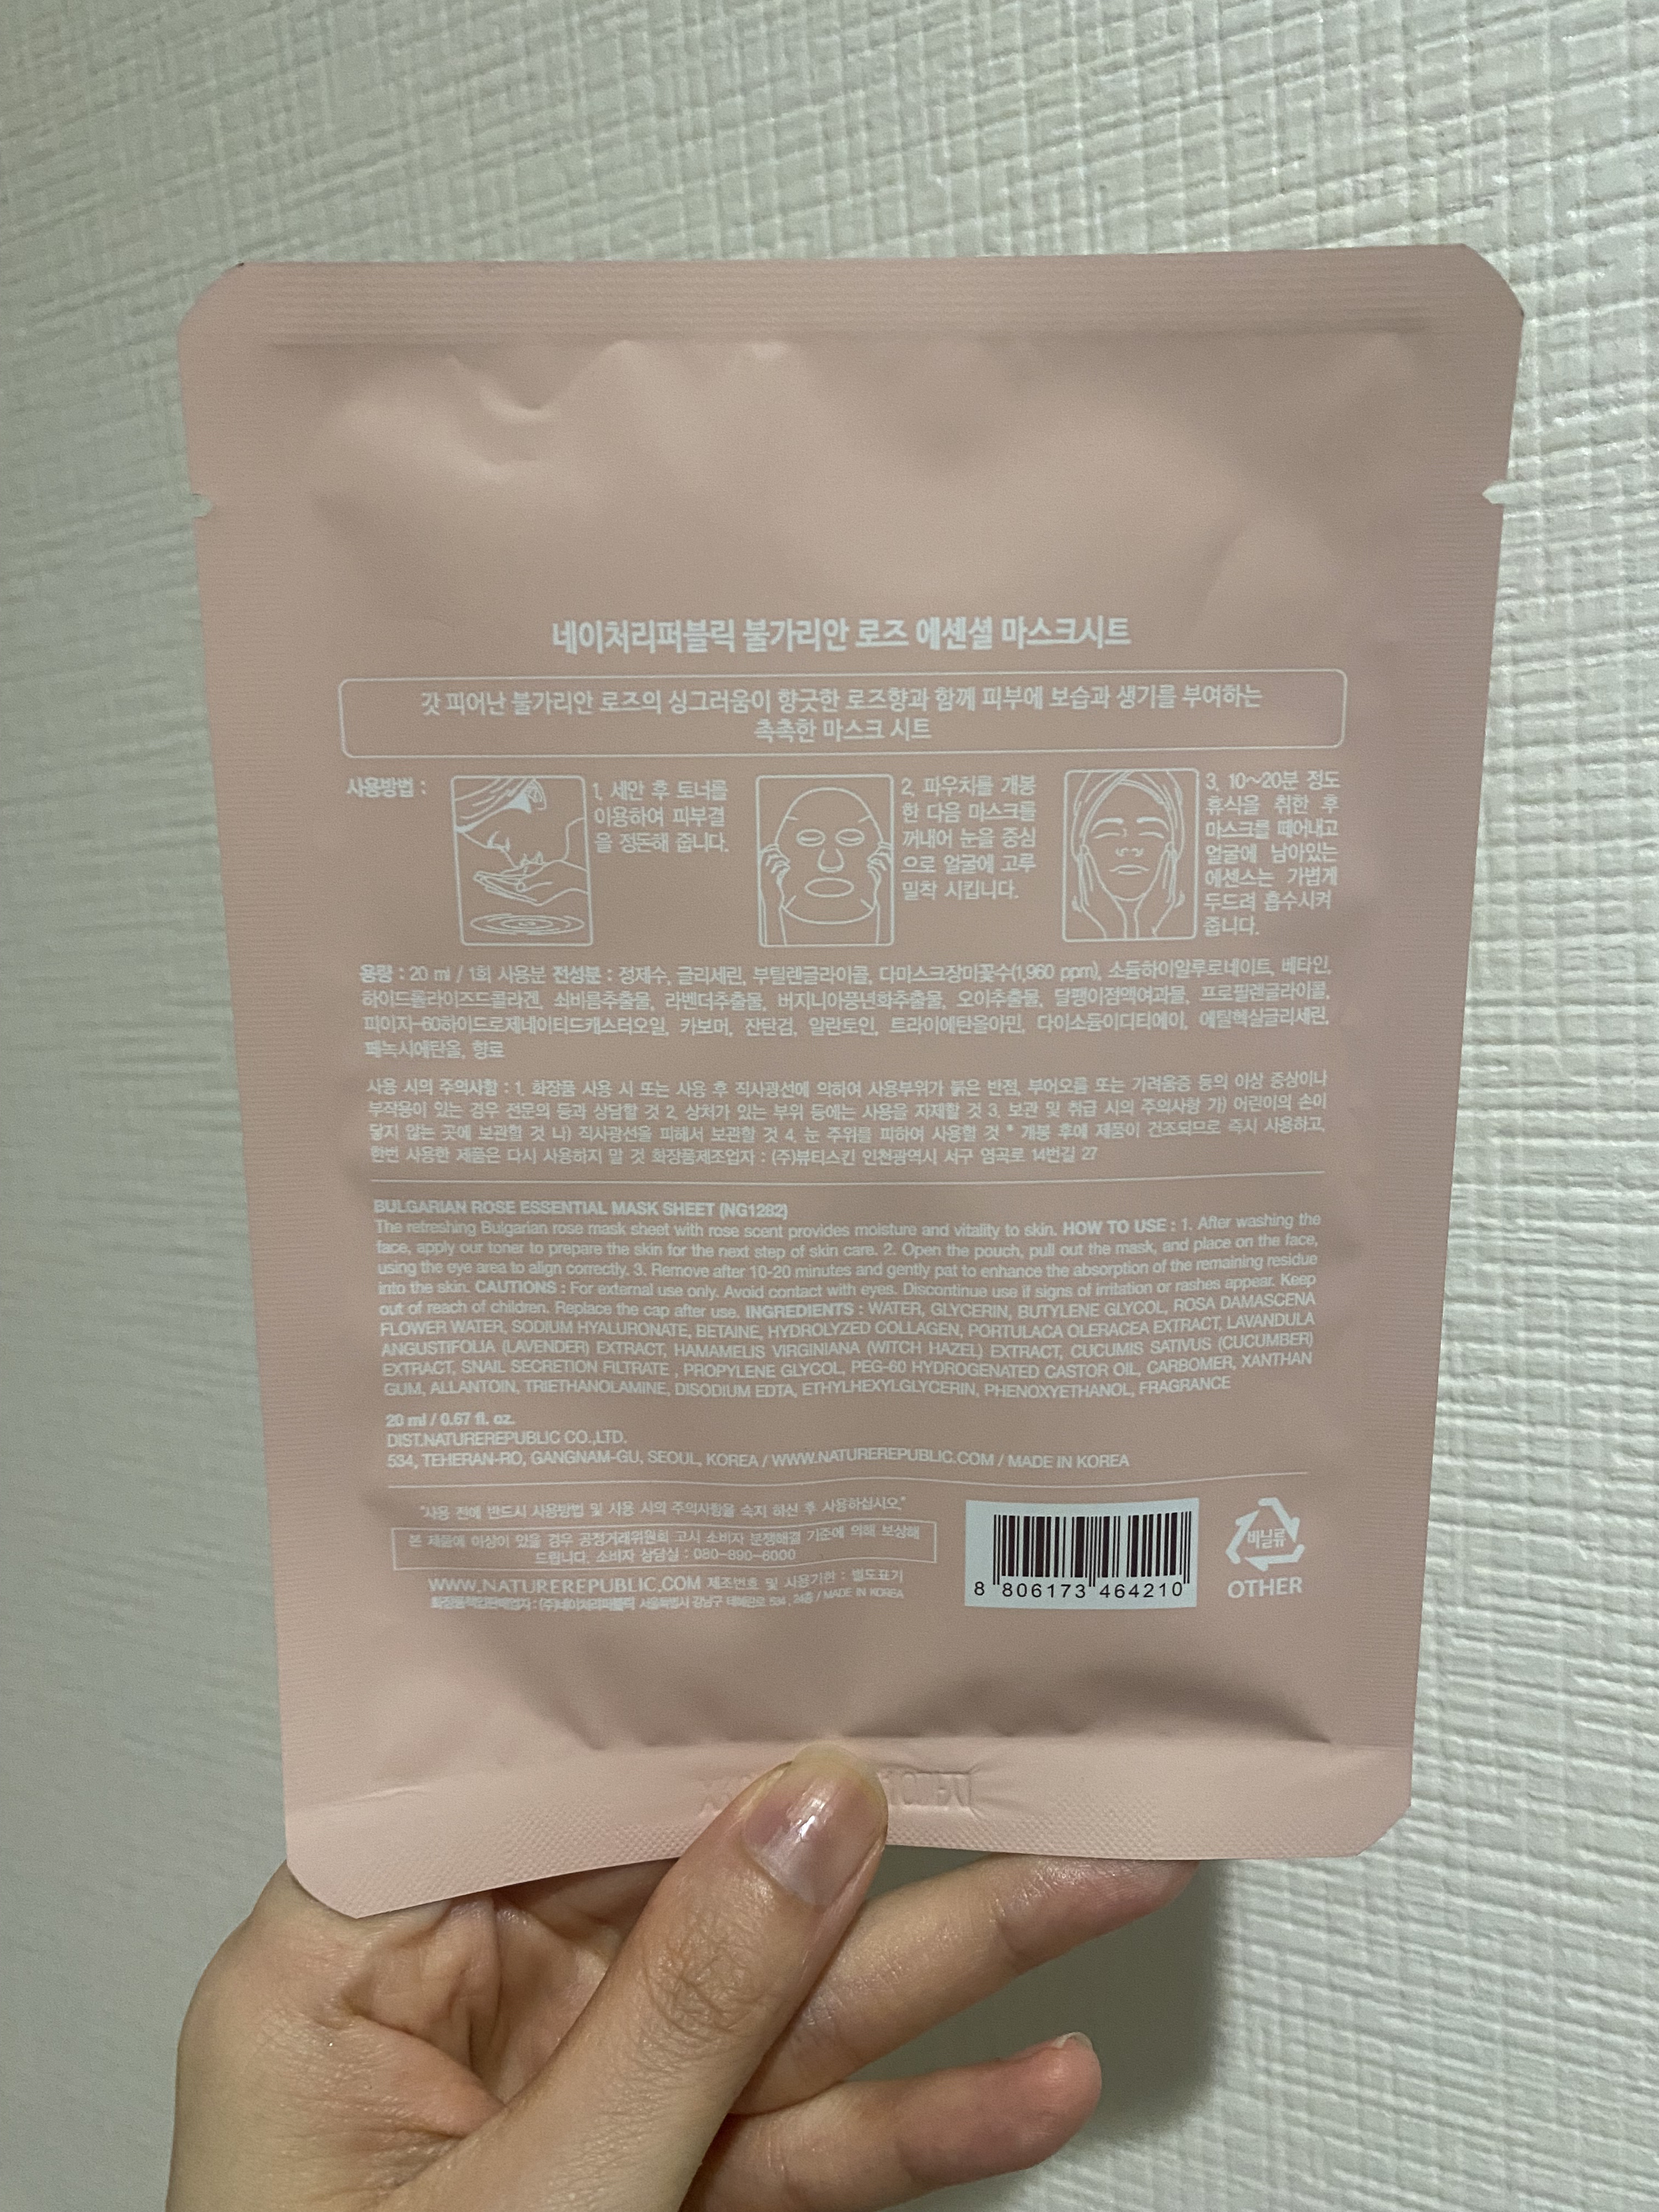 네이처리퍼블릭 불가리안 로즈 에센셜 마스크시트
갓 피어난 불가리안 로즈의 싱그러움이 향긋한 로즈향과 함께 피부에 보습과 생기를 부여하는
촉촉한 마스크 시트
사용방법 :
1. 세안 후 토너를
이용하여 피부결
을 정돈해 줍니다.
2. 파우치를 개봉
한 다음 마스크를
꺼내어 눈을 중심
으로 얼굴에 고루
밀착 시킵니다.
3. 10~20분 정도
휴식을 취한 후
마스크를 떼어내고
얼굴에 남아있는
에센스는 가볍게
두드려 흡수시켜
줍니다.
용량 : 20 ml / 1회 사용분 전성분 : 정제수, 글리세린, 부틸렌글라이콜, 다마스크장미꽃수(1,960 ppm), 소듐하이알루로네이트, 베타인,
하이드롤라이즈드콜라겐, 쇠비름추출물, 라벤더추출물, 버지니아풍년화추출물, 오이추출물, 달팽이점액여과물, 프로필렌글라이콜,
피이지-60하이드로제네이티드캐스터오일, 카보머, 잔탄검, 알란토인, 트라이에탄올아민, 다이소듐이디티에이, 에틸헥실글리세린,
페녹시에탄올, 향료
사용 시의 주의사항 : 1. 화장품 사용 시 또는 사용 후 직사광선에 의하여 사용부위가 붉은 반점, 부어오름 또는 가려움증 등의 이상 증상이나
부작용이 있는 경우 전문의 등과 상담할 것 2. 상처가 있는 부위 등에는 사용을 자제할 것 3. 보관 및 취급 시의 주의사항 가) 어린이의 손이
닿지 않는 곳에 보관할 것 나) 직사광선을 피해서 보관할 것 4. 눈 주위를 피하여 사용할 것 * 개봉 후에 제품이 건조되므로 즉시 사용하고,
한번 사용한 제품은 다시 사용하지 말 것 화장품제조업자 : (주)뷰티스킨 인천광역시 서구 염곡로 14번길 27
BULGARIAN ROSE ESSENTIAL MASK SHEET (NG1282)
The refreshing Bulgarian rose mask sheet with rose scent provides moisture and vitality to skin. HOW TO USE : 1. After washing the
face, apply our toner to prepare the skin for the next step of skin care. 2. Open the pouch, pull out the mask, and place on the face,
using the eye area to align correctly. 3. Remove after 10-20 minutes and gently pat to enhance the absorption of the remaining residue
into the skin. CAUTIONS : For external use only. Avoid contact with eyes. Discontinue use if signs of irritation or rashes appear. Keep
out of reach of children. Replace the cap after use. INGREDIENTS : WATER, GLYCERIN, BUTYLENE GLYCOL, ROSA DAMASCENA
FLOWER WATER, SODIUM HYALURONATE, BETAINE, HYDROLYZED COLLAGEN, PORTULACA OLERACEA EXTRACT, LAVANDULA
ANGUSTIFOLIA (LAVENDER) EXTRACT, HAMAMELIS VIRGINIANA (WITCH HAZEL) EXTRACT, CUCUMIS SATIVUS (CUCUMBER)
EXTRACT, SNAIL SECRETION FILTRATE , PROPYLENE GLYCOL, PEG-60 HYDROGENATED CASTOR OIL, CARBOMER, XANTHAN
GUM, ALLANTOIN, TRIETHANOLAMINE, DISODIUM EDTA, ETHYLHEXYLGLYCERIN, PHENOXYETHANOL, FRAGRANCE
20 ml / 0.67 fl. oz.
DIST.NATUREREPUBLIC CO.,LTD.
534, TEHERAN-RO, GANGNAM-GU, SEOUL, KOREA / WWW.NATUREREPUBLIC.COM / MADE IN KOREA
"사용 전에 반드시 사용방법 및 사용 시의 주의사항을 숙지 하신 후 사용하십시오."
본 제품에 이상이 있을 경우 공정거래위원회 고시 소비자 분쟁해결 기준에 의해 보상해
드립니다. 소비자 상담실 : 080-890-6000
WWW.NATUREREPUBLIC.COM 제조번호 및 사용기한 : 별도표기
화장품책임판매업자 : (주)네이처리퍼블릭 서울특별시 강남구 테헤란로 534, 24층 / MADE IN KOREA
8 806173 464210
비닐류
OTHER